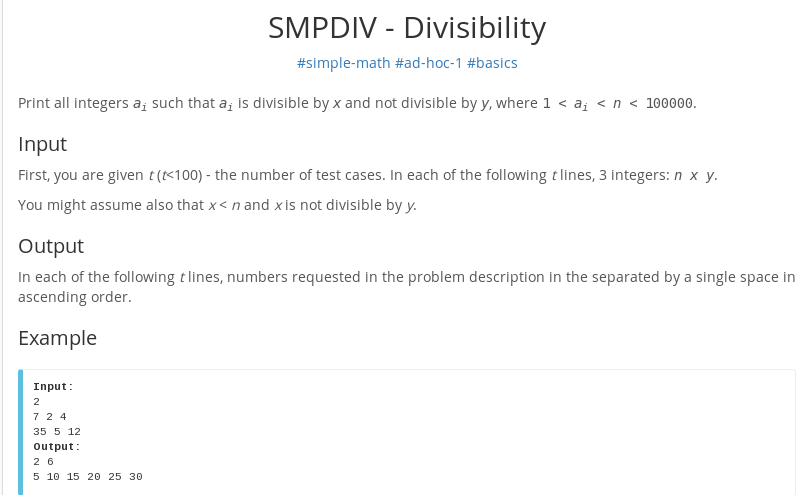 SMPDIV - Divisibility
#simple-math #ad-hoc-1 #basics
Print all integers aᵢ such that aᵢ is divisible by x and not divisible by y, where 1 < aᵢ < n < 100000.
Input
First, you are given t (t<100) - the number of test cases. In each of the following t lines, 3 integers: n x y.
You might assume also that x < n and x is not divisible by y.
Output
In each of the following t lines, numbers requested in the problem description in the separated by a single space in
ascending order.
Example
Input:
2
7 2 4
35 5 12
Output:
2 6
5 10 15 20 25 30